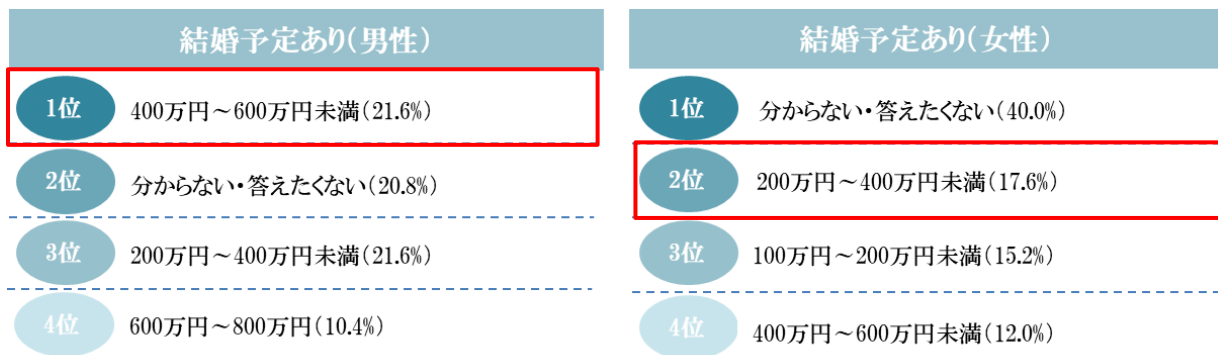 結婚予定あり(男性)
1位 400万円～600万円未満(21.6%)
2位 分からない・答えたくない(20.8%)
3位 200万円～400万円未満(21.6%)
4位 600万円～800万円(10.4%)
結婚予定あり(女性)
1位 分からない・答えたくない(40.0%)
2位 200万円～400万円未満(17.6%)
3位 100万円～200万円未満(15.2%)
4位 400万円～600万円未満(12.0%)